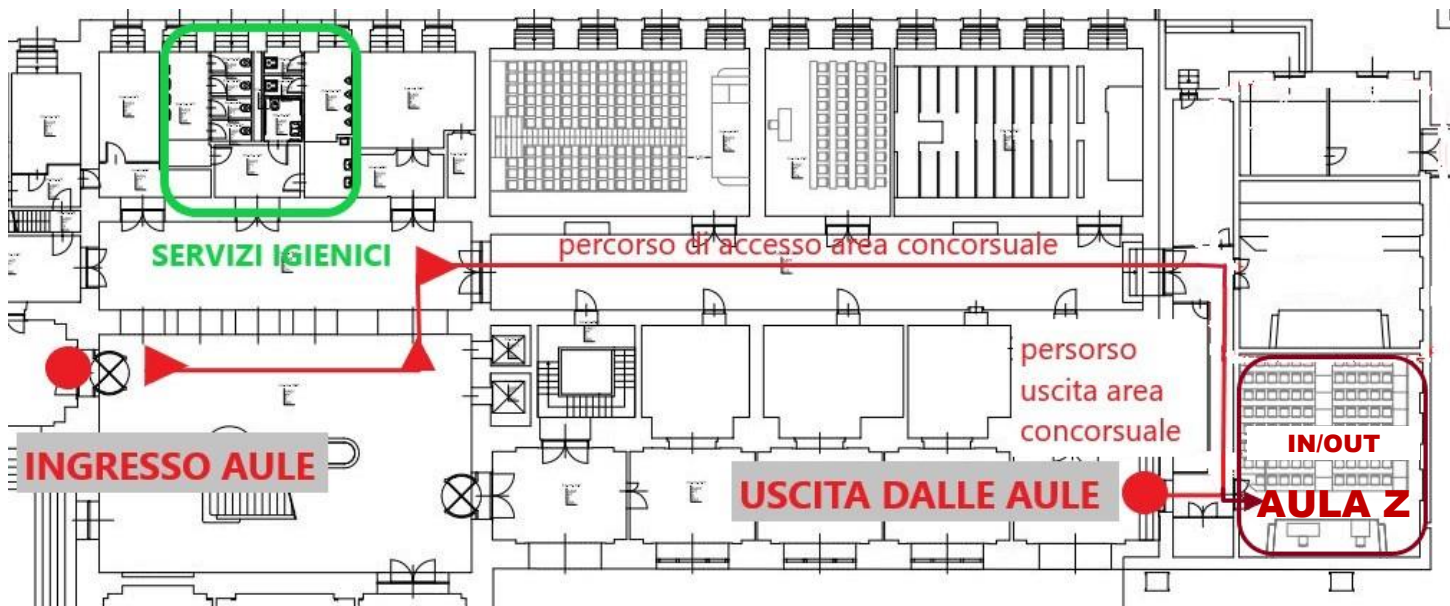 SERVIZI IGIENICI
percorso di accesso area concorsuale
persorso
uscita area
concorsuale
INGRESSO AULE
USCITA DALLE AULE
IN/OUT
AULA Z